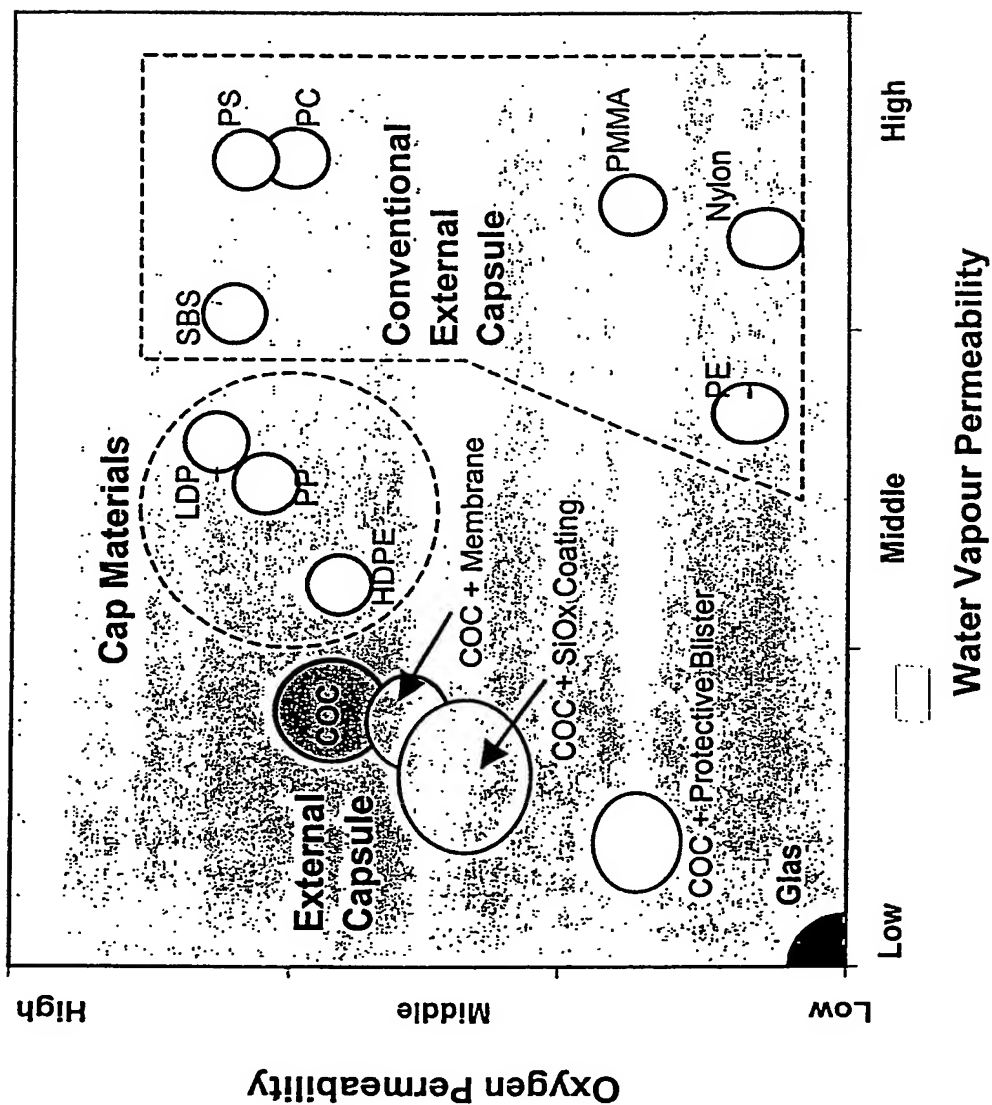 Oxygen Permeability
High
Middle
Low
Cap Materials
LDP
PP
HDPE
SBS
PS
PC
Conventional
External
Capsule
PMMA
Nylon
PE
External
Capsule
COC
COC + Membrane
COC + SiOx Coating
COC + Protective Blister
Glas
Low
Middle
High
Water Vapour Permeability